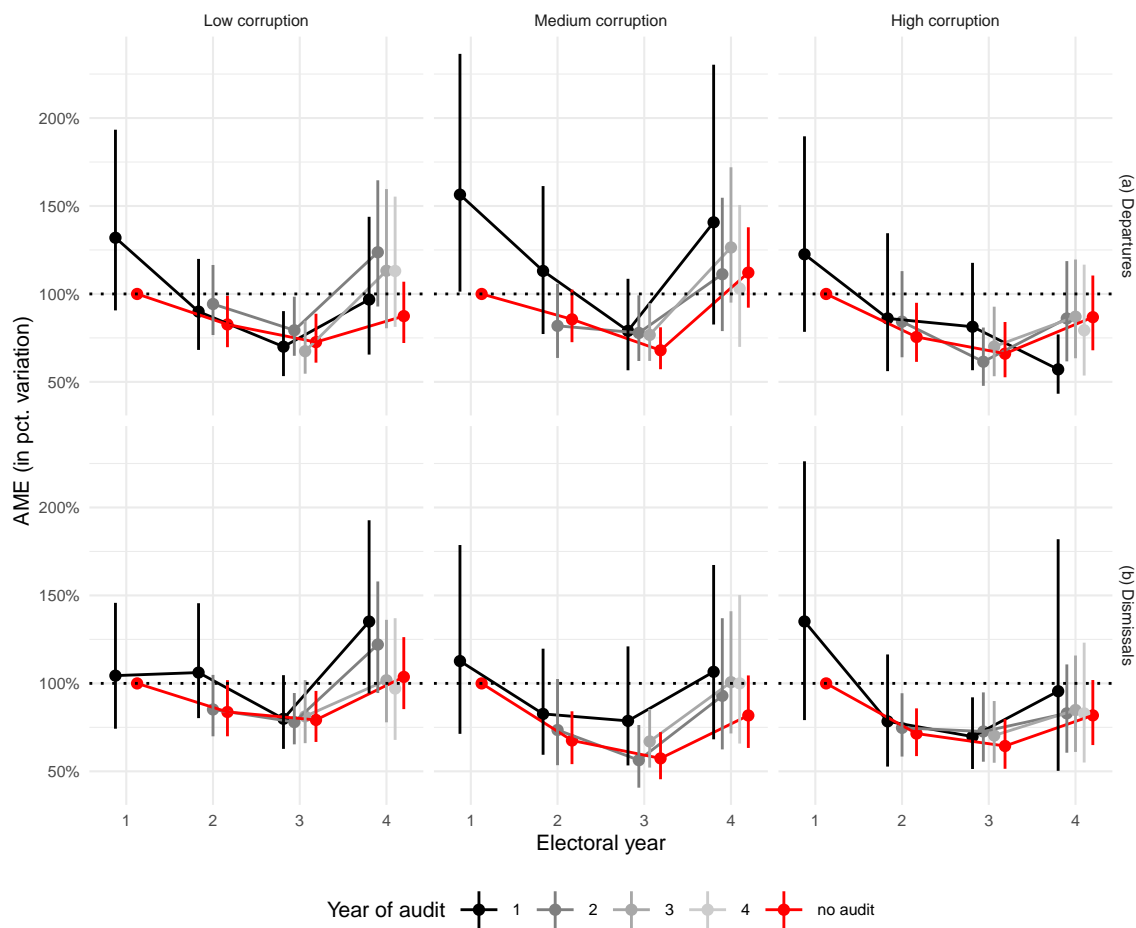 Low corruption Medium corruption High corruption
(a) Departures
200%
150%
100%
50%
(b) Dismissals
200%
150%
100%
50%
AME (in pct. variation)
1 2 3 4 1 2 3 4 1 2 3 4
Electoral year
Year of audit 1 2 3 4 no audit